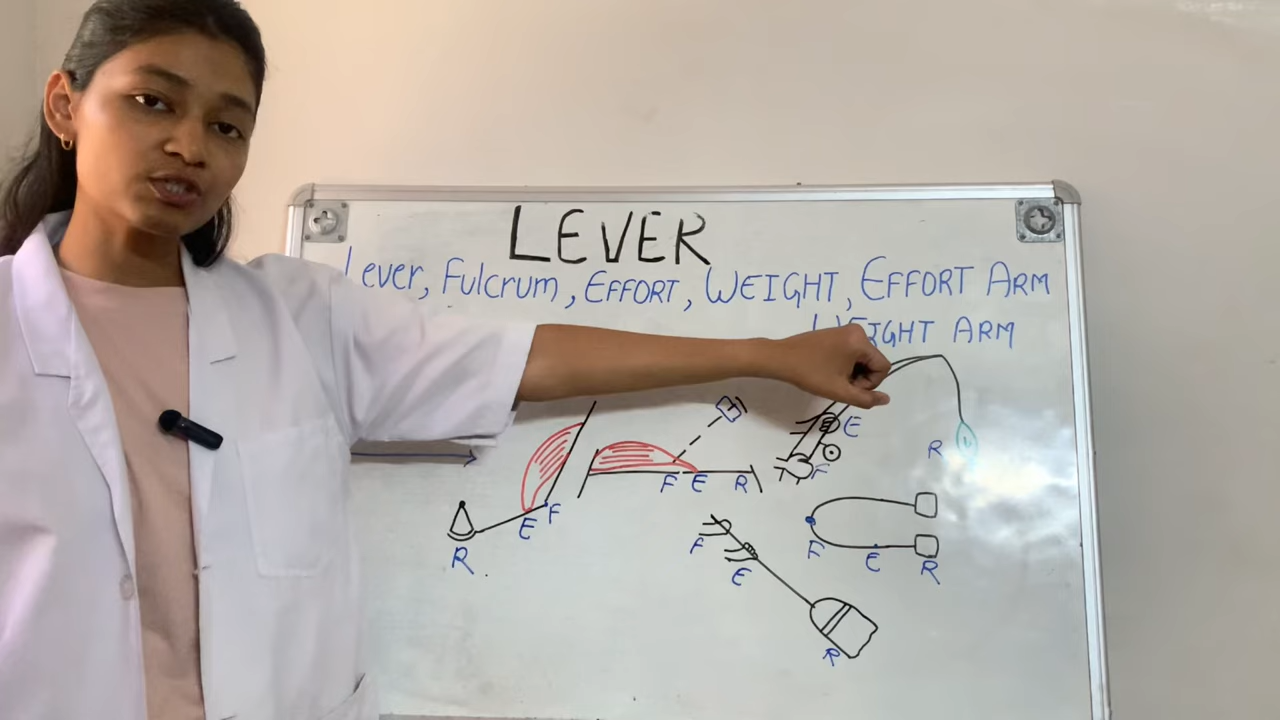 LEVER
Lever, Fulcrum, EFFORT, WEIGHT, EFFORT ARM
WEIGHT ARM
E
R
F
F E R
E F
R
F
E
F E R
R